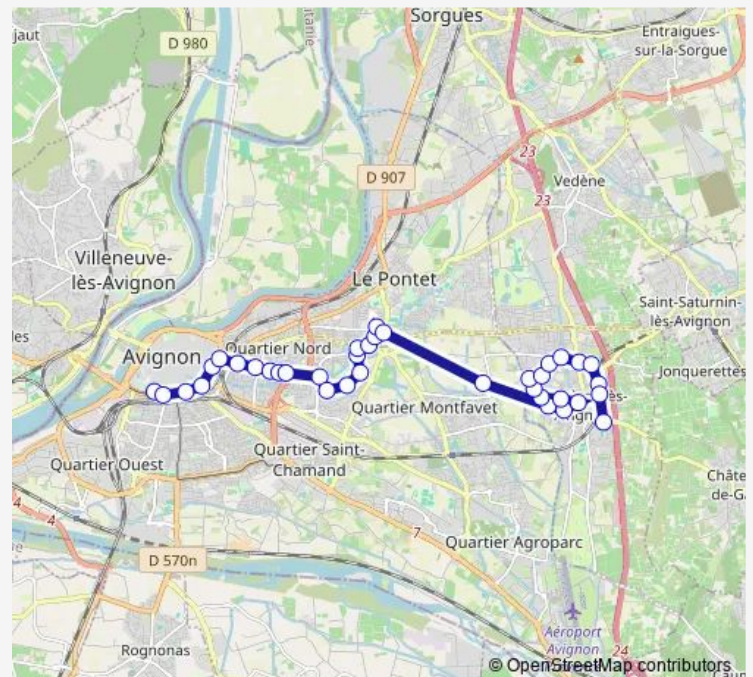 jaut
D 980
Sorgues
Entraigues-
sur-la-Sorgue
23
D 907
23
Vedène
Villeneuve-
lès-Avignon
Le Pontet
Saint-Saturnin-
lès-Avignon
Avignon
Quartier Nord
Jonquerettes
Quartier Montfavet
Quartier Ouest
Quartier Saint-
Chamand
4
4
7
Quartier Agroparc
D 570n
Aéroport
Avignon
Rognonas
24
© OpenStreetMap contributors